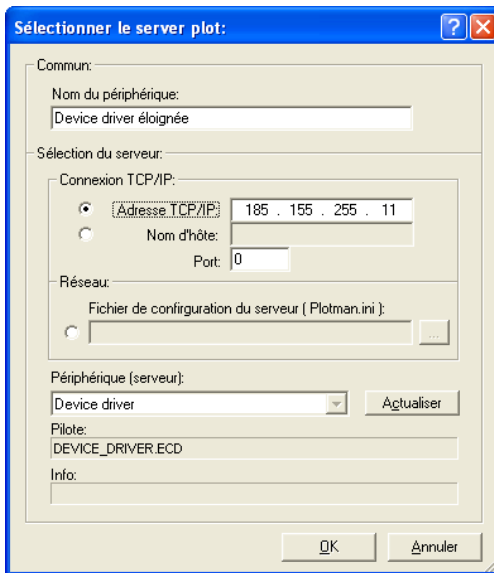 Sélectionner le server plot:
Commun:
Nom du périphérique:
Device driver éloignée
Sélection du serveur:
Connexion TCP/IP:
Adresse TCP/IP: 185 . 155 . 255 . 11
Nom d'hôte:
Port: 0
Réseau:
Fichier de confirguration du serveur ( Plotman.ini ):
...
Périphérique (serveur):
Device driver Actualiser
Pilote:
DEVICE_DRIVER.ECD
Info:
OK Annuler